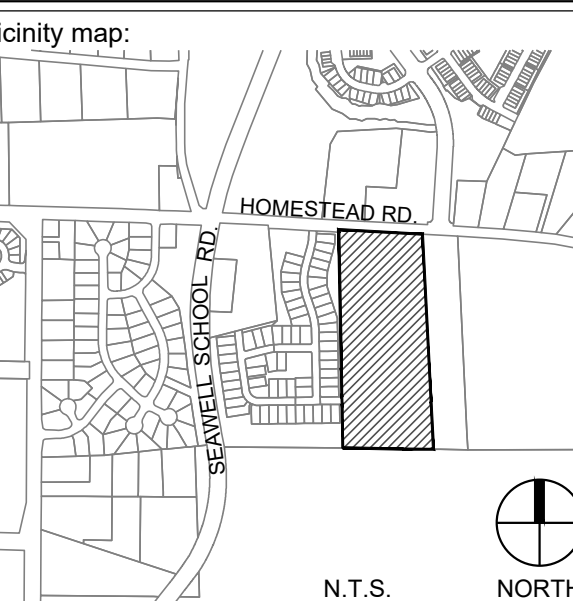 icinity map:
HOMESTEAD RD.
SEAWELL SCHOOL RD.
N.T.S.
NORTH